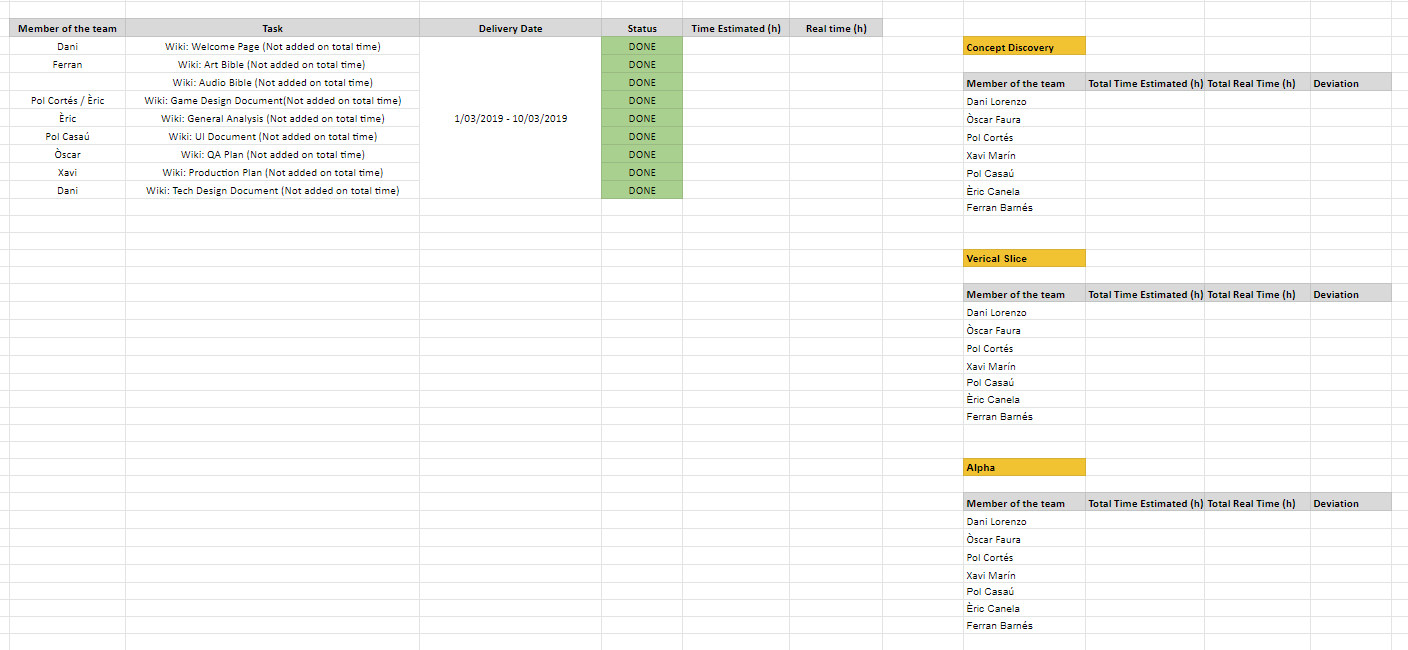 Member of the team Task Delivery Date Status Time Estimated (h) Real time (h)
Dani Wiki: Welcome Page (Not added on total time) DONE
Ferran Wiki: Art Bible (Not added on total time) DONE
Wiki: Audio Bible (Not added on total time) DONE
Pol Cortés / Èric Wiki: Game Design Document(Not added on total time) DONE
Èric Wiki: General Analysis (Not added on total time) 1/03/2019 - 10/03/2019 DONE
Pol Casaú Wiki: UI Document (Not added on total time) DONE
Òscar Wiki: QA Plan (Not added on total time) DONE
Xavi Wiki: Production Plan (Not added on total time) DONE
Dani Wiki: Tech Design Document (Not added on total time) DONE
Concept Discovery
Member of the team Total Time Estimated (h) Total Real Time (h) Deviation
Dani Lorenzo
Òscar Faura
Pol Cortés
Xavi Marín
Pol Casaú
Èric Canela
Ferran Barnés
Verical Slice
Member of the team Total Time Estimated (h) Total Real Time (h) Deviation
Dani Lorenzo
Òscar Faura
Pol Cortés
Xavi Marín
Pol Casaú
Èric Canela
Ferran Barnés
Alpha
Member of the team Total Time Estimated (h) Total Real Time (h) Deviation
Dani Lorenzo
Òscar Faura
Pol Cortés
Xavi Marín
Pol Casaú
Èric Canela
Ferran Barnés